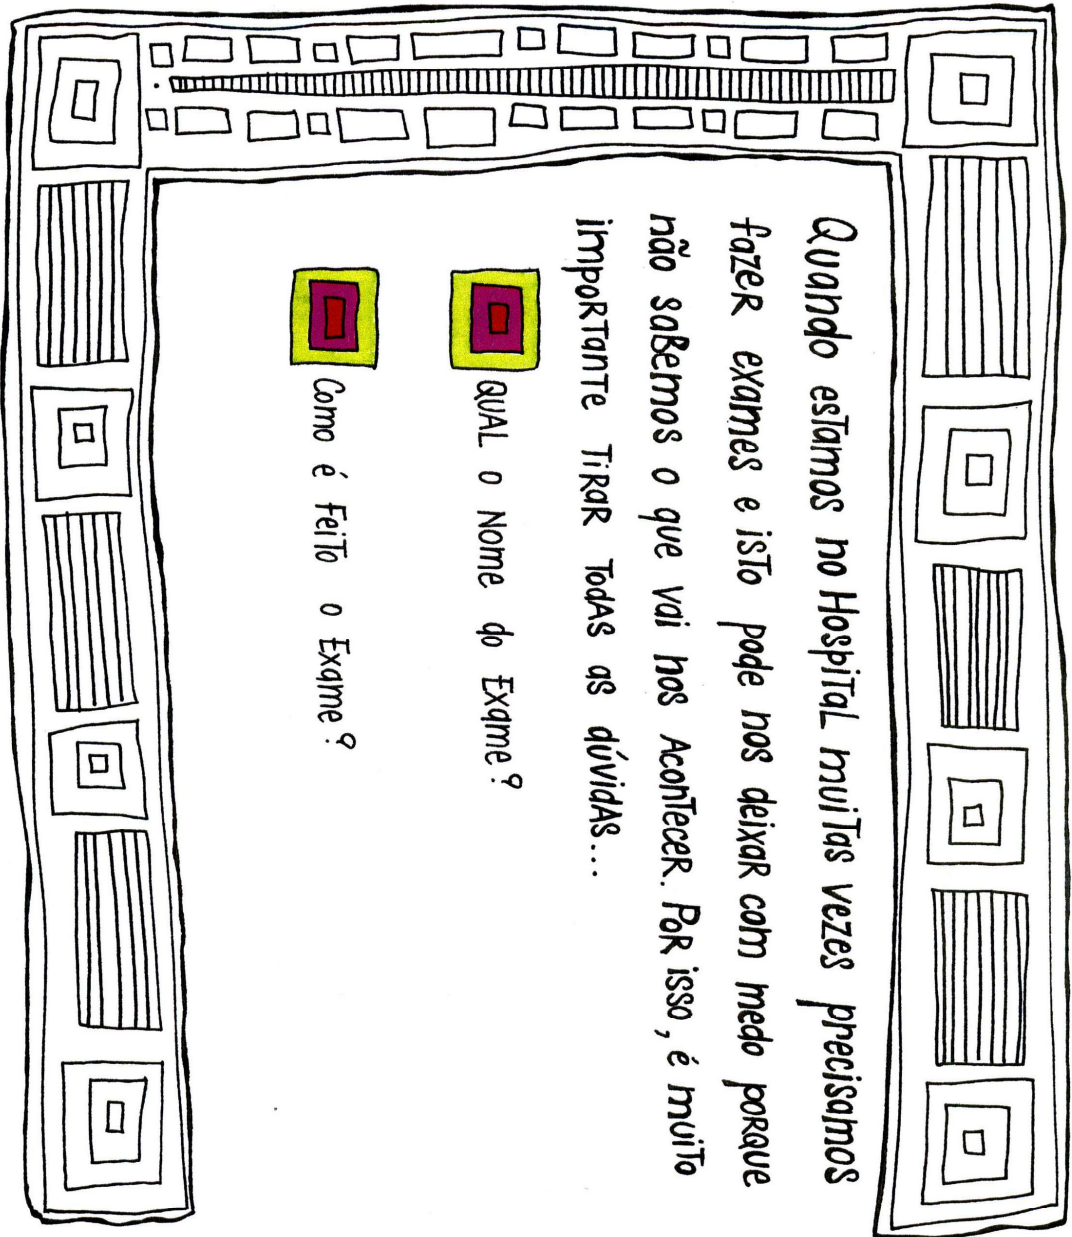 Quando estamos no Hospital muitas vezes precisamos
fazer exames e isto pode nos deixar com medo porque
não sabemos o que vai nos Acontecer. Por isso, é muito
importante Tirar Todas as dúvidas...
QUAL o Nome do Exame?
Como é Feito o Exame?